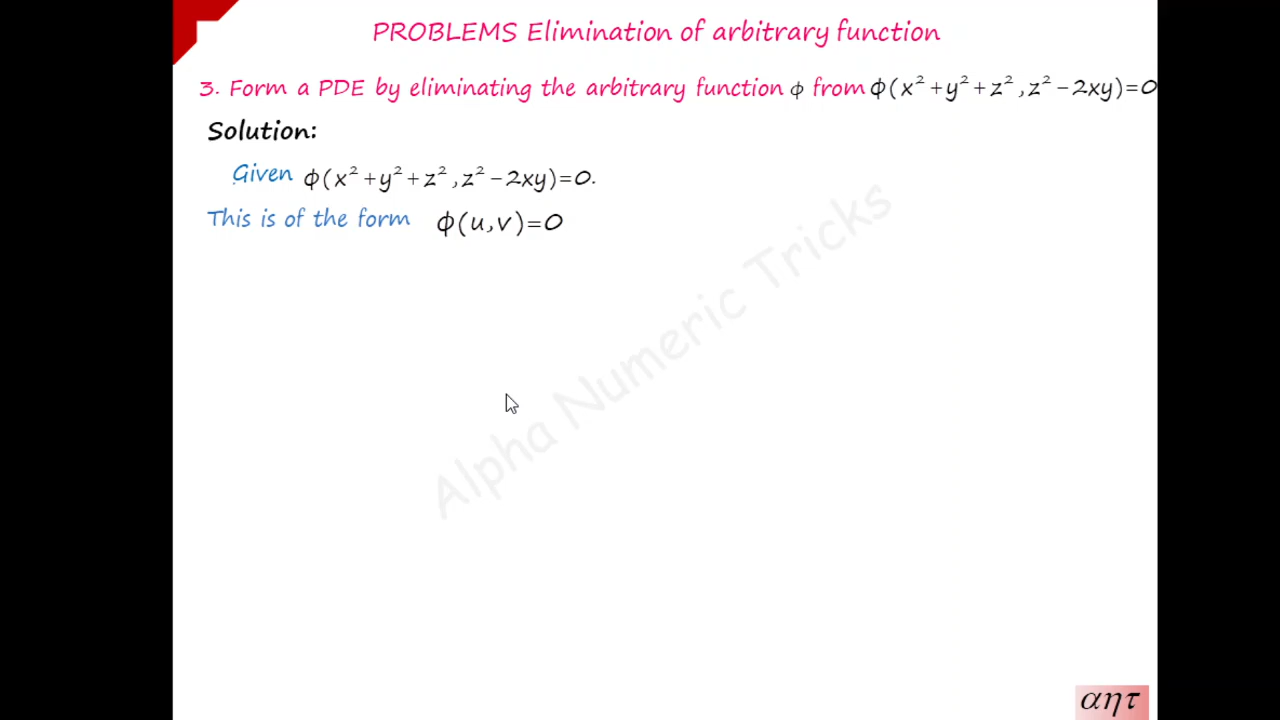 PROBLEMS Elimination of arbitrary function
3. Form a PDE by eliminating the arbitrary function ϕ from ϕ(x²+y²+z²,z²-2xy)=0
Solution:
Given ϕ(x²+y²+z²,z²-2xy)=0.
This is of the form ϕ(u,v)=0
Alpha Numeric Tricks
αητ